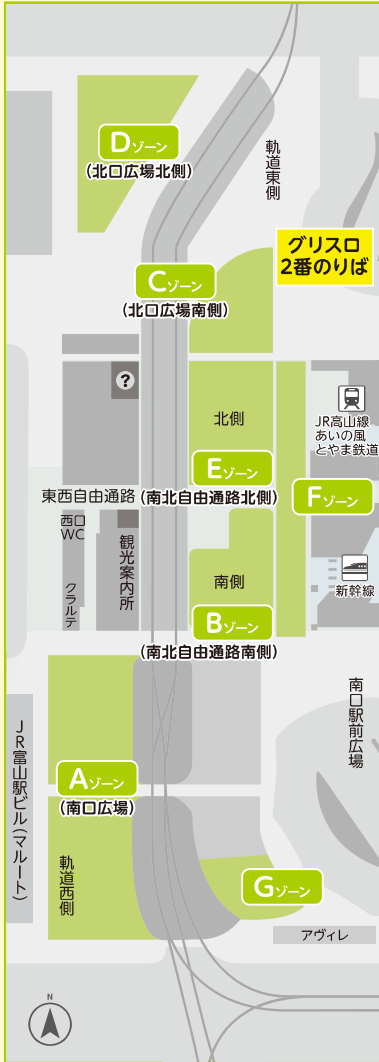 Dゾーン
(北口広場北側)
軌道東側
グリスロ
2番のりば
Cゾーン
(北口広場南側)
?
北側
JR高山線
あいの風
とやま鉄道
Eゾーン
東西自由通路
(南北自由通路北側)
Fゾーン
西口
WC
観光案内所
クラルテ
南側
新幹線
Bゾーン
(南北自由通路南側)
南口駅前広場
JR富山駅ビル(マルート)
Aゾーン
(南口広場)
軌道西側
Gゾーン
アヴィレ
N